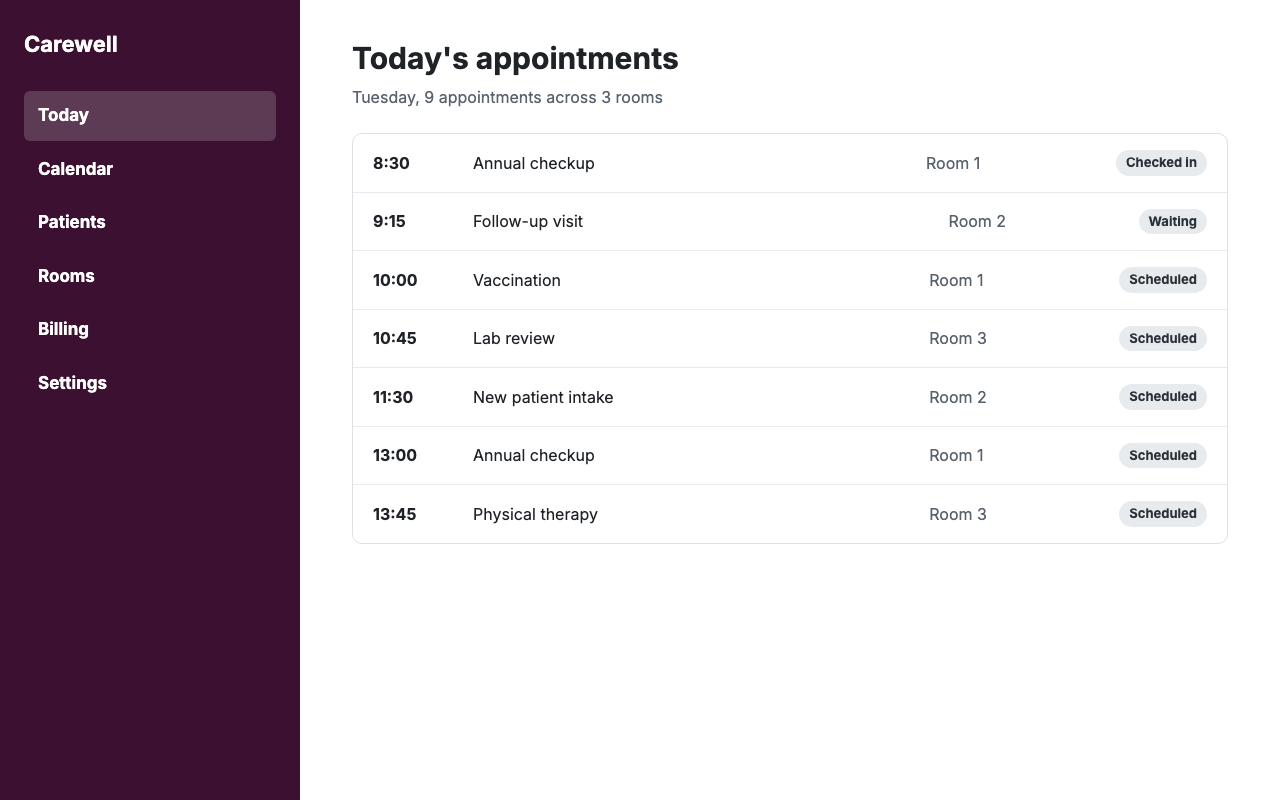 Carewell
Today
Calendar
Patients
Rooms
Billing
Settings
Today's appointments
Tuesday, 9 appointments across 3 rooms
8:30 Annual checkup Room 1 Checked in
9:15 Follow-up visit Room 2 Waiting
10:00 Vaccination Room 1 Scheduled
10:45 Lab review Room 3 Scheduled
11:30 New patient intake Room 2 Scheduled
13:00 Annual checkup Room 1 Scheduled
13:45 Physical therapy Room 3 Scheduled